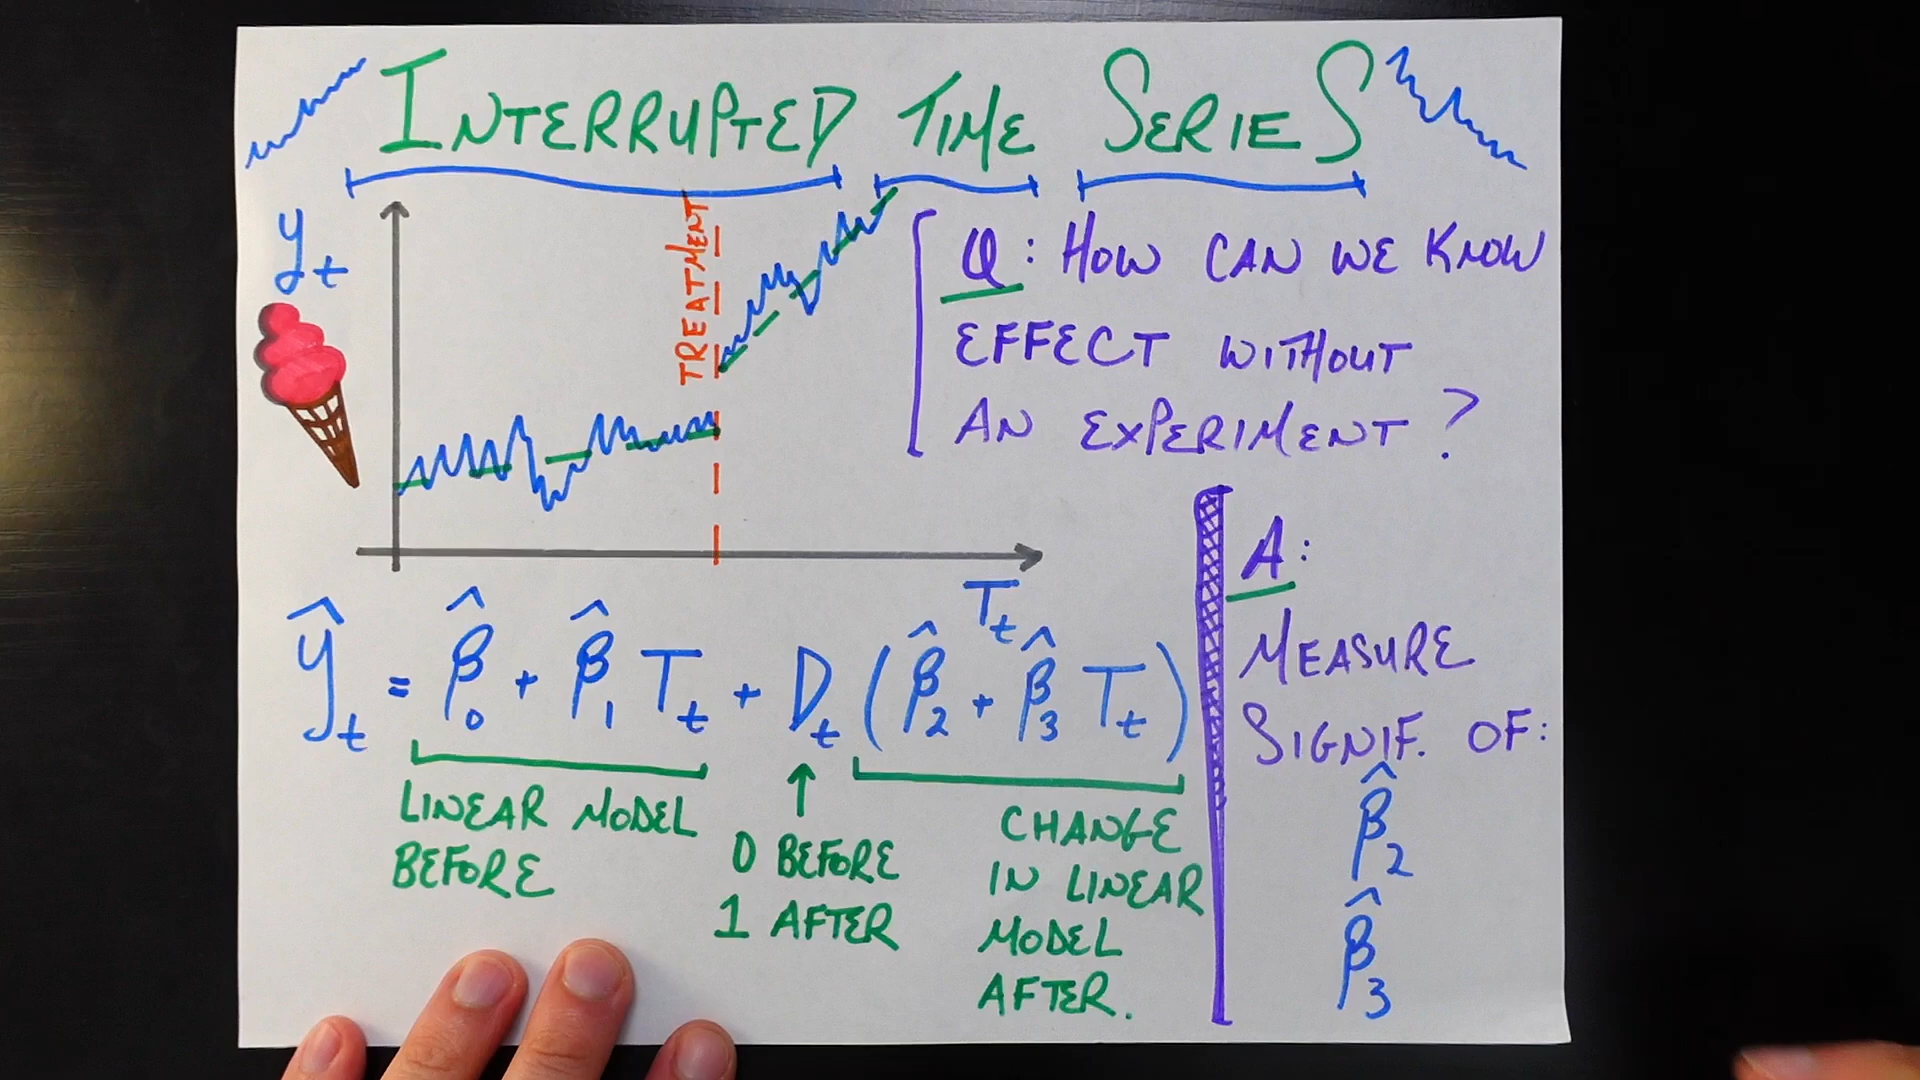 INTERRUPTED TIME SERIES
y_t
TREATMENT
T_t
Q: HOW CAN WE KNOW
EFFECT WITHOUT
AN EXPERIMENT?
ŷ_t = β̂_0 + β̂_1 T_t + D_t (β̂_2 + β̂_3 T_t)
LINEAR MODEL
BEFORE
0 BEFORE
1 AFTER
CHANGE
IN LINEAR
MODEL
AFTER.
A:
MEASURE
SIGNIF. OF:
β̂_2
β̂_3